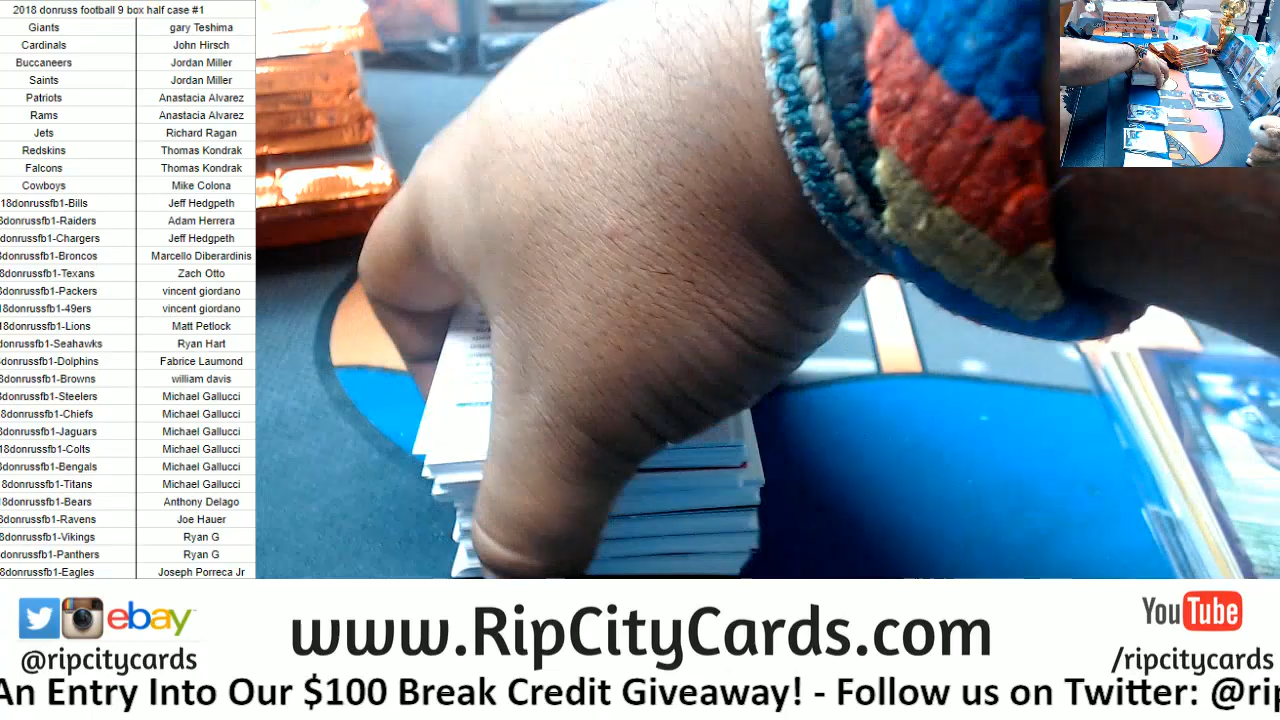 2018 donruss football 9 box half case #1
Giants gary Teshima
Cardinals John Hirsch
Buccaneers Jordan Miller
Saints Jordan Miller
Patriots Anastacia Alvarez
Rams Anastacia Alvarez
Jets Richard Ragan
Redskins Thomas Kondrak
Falcons Thomas Kondrak
Cowboys Mike Colona
18donrussfb1-Bills Jeff Hedgpeth
8donrussfb1-Raiders Adam Herrera
donrussfb1-Chargers Jeff Hedgpeth
8donrussfb1-Broncos Marcello Diberardinis
8donrussfb1-Texans Zach Otto
8donrussfb1-Packers vincent giordano
18donrussfb1-49ers vincent giordano
18donrussfb1-Lions Matt Petlock
donrussfb1-Seahawks Ryan Hart
donrussfb1-Dolphins Fabrice Laumond
8donrussfb1-Browns william davis
8donrussfb1-Steelers Michael Gallucci
8donrussfb1-Chiefs Michael Gallucci
8donrussfb1-Jaguars Michael Gallucci
18donrussfb1-Colts Michael Gallucci
8donrussfb1-Bengals Michael Gallucci
18donrussfb1-Titans Michael Gallucci
18donrussfb1-Bears Anthony Delago
8donrussfb1-Ravens Joe Hauer
8donrussfb1-Vikings Ryan G
donrussfb1-Panthers Ryan G
8donrussfb1-Eagles Joseph Porreca Jr
ebay
@ripcitycards
www.RipCityCards.com
YouTube
/ripcitycards
An Entry Into Our $100 Break Credit Giveaway! - Follow us on Twitter: @rip